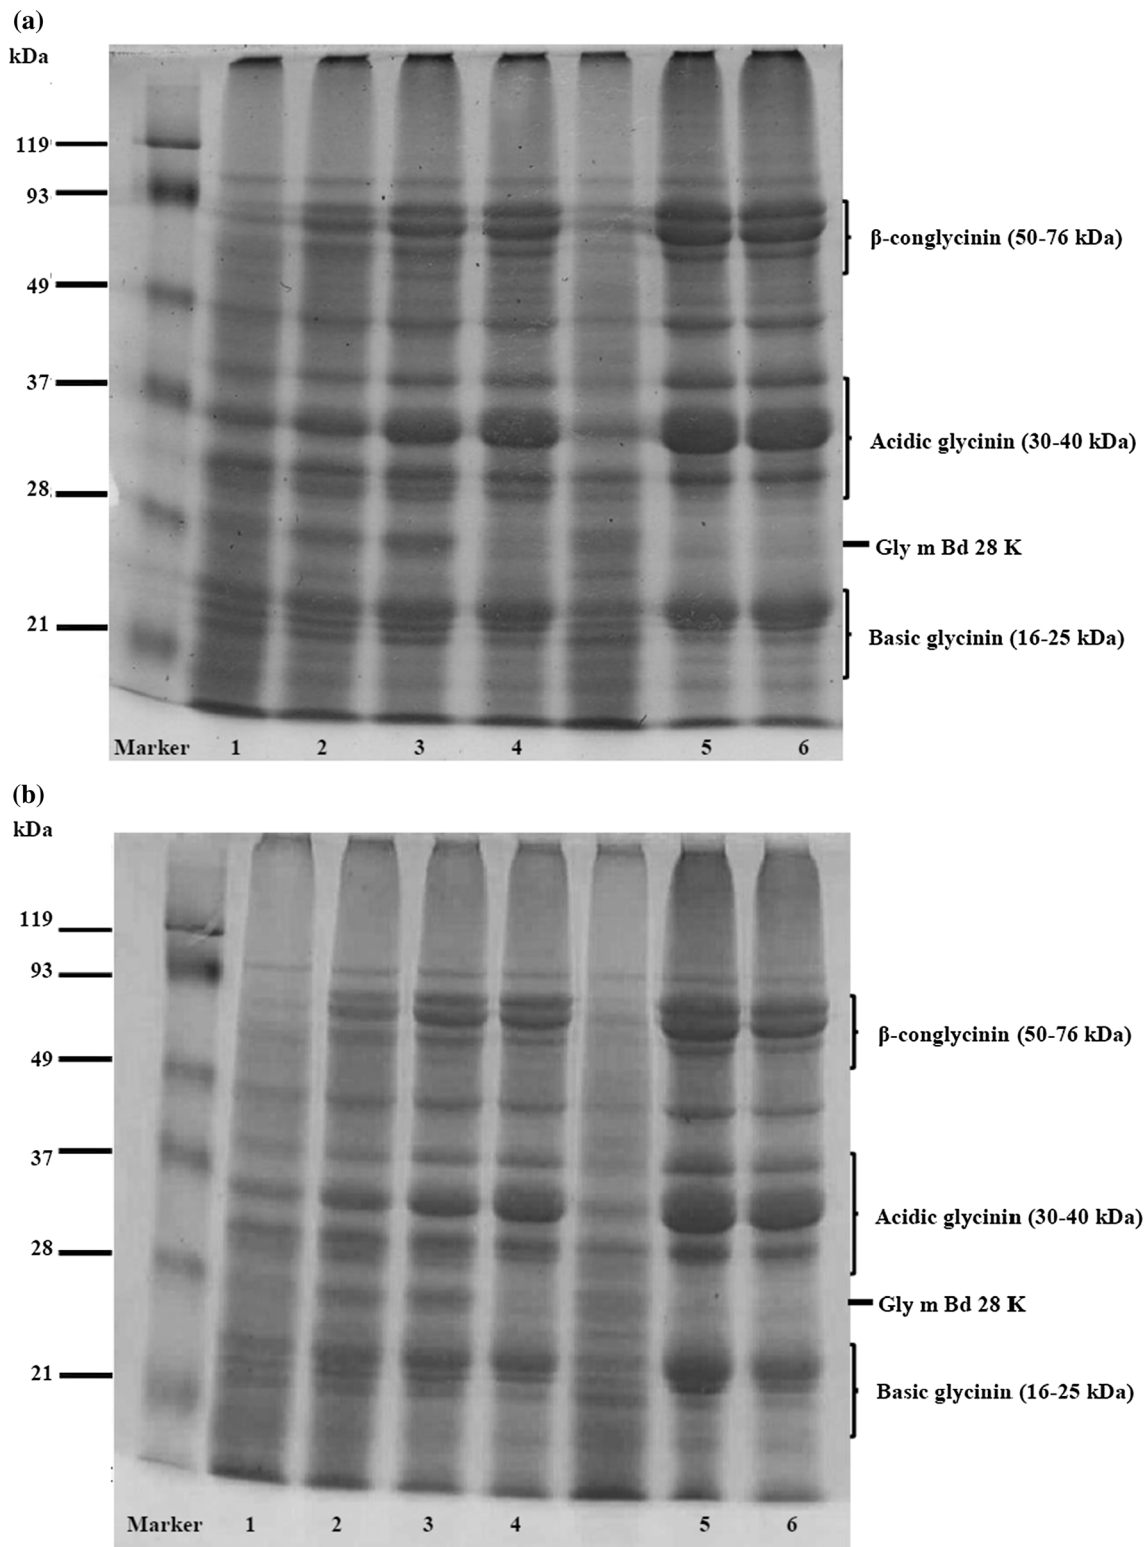 (a)
kDa
119
93
49
37
28
21
β-conglycinin (50-76 kDa)
Acidic glycinin (30-40 kDa)
Gly m Bd 28 K
Basic glycinin (16-25 kDa)
Marker 1 2 3 4 5 6
(b)
kDa
119
93
49
37
28
21
β-conglycinin (50-76 kDa)
Acidic glycinin (30-40 kDa)
Gly m Bd 28 K
Basic glycinin (16-25 kDa)
Marker 1 2 3 4 5 6